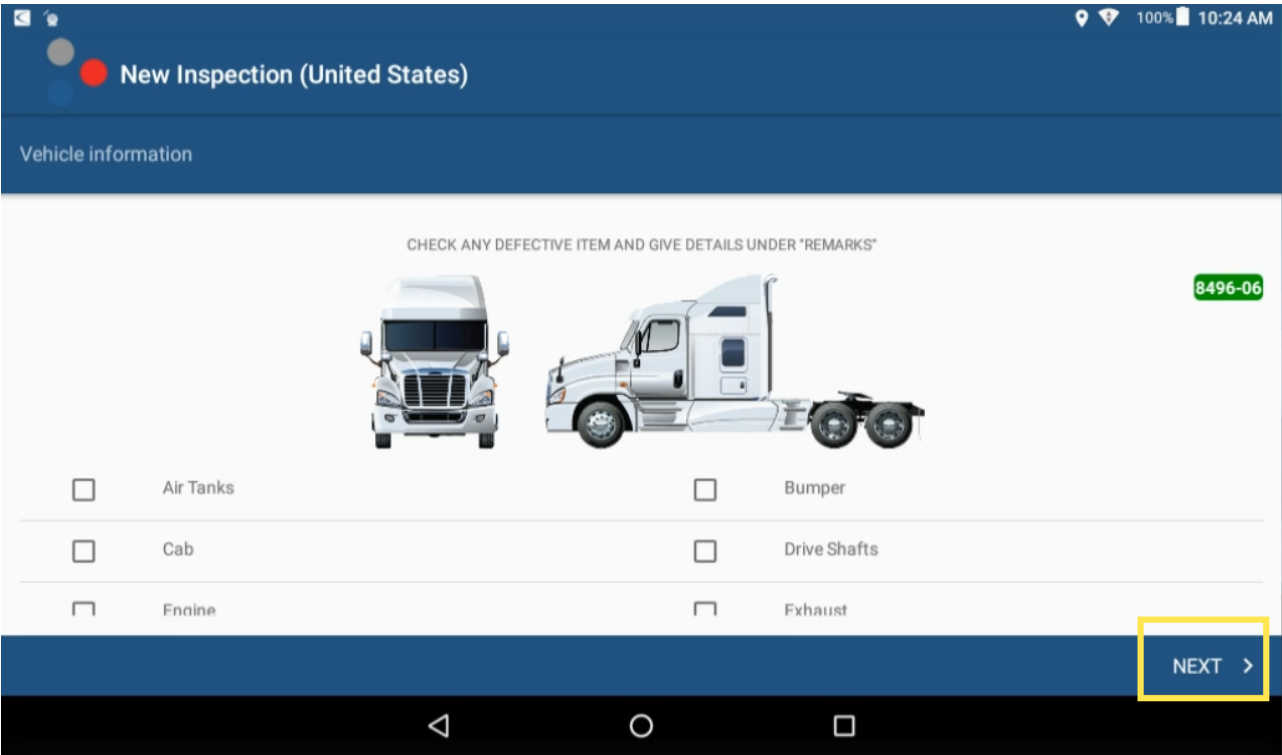 100% 10:24 AM
New Inspection (United States)
Vehicle information
CHECK ANY DEFECTIVE ITEM AND GIVE DETAILS UNDER "REMARKS"
8496-06
Air Tanks Bumper
Cab Drive Shafts
Engine Exhaust
NEXT